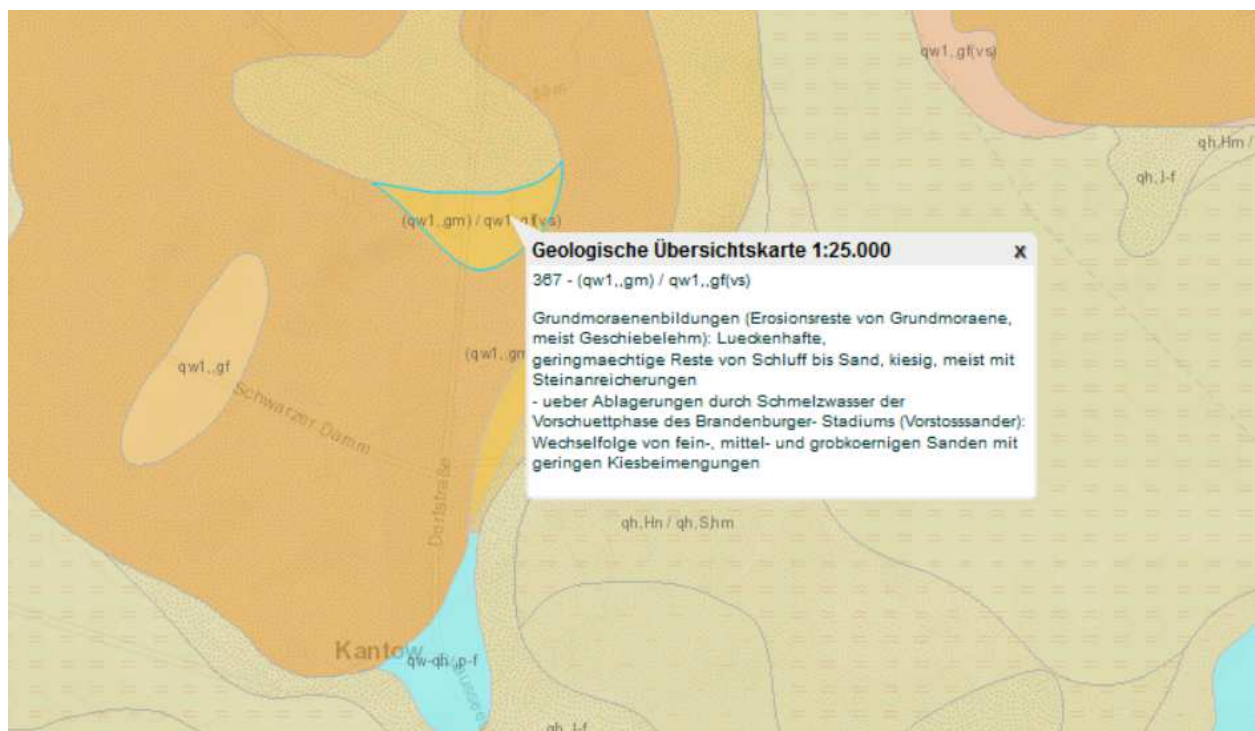 qw1,,gf(vs)
qh,Hm /
qh,,l-f
(qw1,,gm) / qw1,,gf(vs)
Geologische Übersichtskarte 1:25.000 x
367 - (qw1,,gm) / qw1,,gf(vs)
Grundmoraenenbildungen (Erosionsreste von Grundmoraene,
meist Geschiebelehm): Lueckenhafte,
geringmaechtige Reste von Schluff bis Sand, kiesig, meist mit
Steinanreicherungen
- ueber Ablagerungen durch Schmelzwasser der
Vorschuettphase des Brandenburger- Stadiums (Vorstosssander):
Wechselfolge von fein-, mittel- und grobkoernigen Sanden mit
geringen Kiesbeimengungen
(qw1,,gm
qw1,,gf
Schwarzer Damm
Dorfstraße
qh,Hn / qh,S,hm
Kantow
qw-qh,,p-f
qh,,l-f